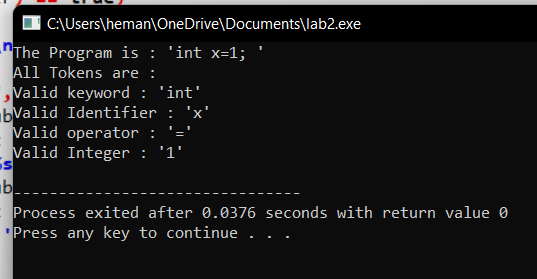 ) == true)
C:\Users\heman\OneDrive\Documents\lab2.exe
The Program is : 'int x=1; '
All Tokens are :
Valid keyword : 'int'
Valid Identifier : 'x'
Valid operator : '='
Valid Integer : '1'
--------------------------------
Process exited after 0.0376 seconds with return value 0
Press any key to continue . . .